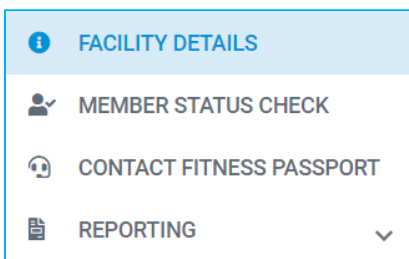 FACILITY DETAILS
MEMBER STATUS CHECK
CONTACT FITNESS PASSPORT
REPORTING